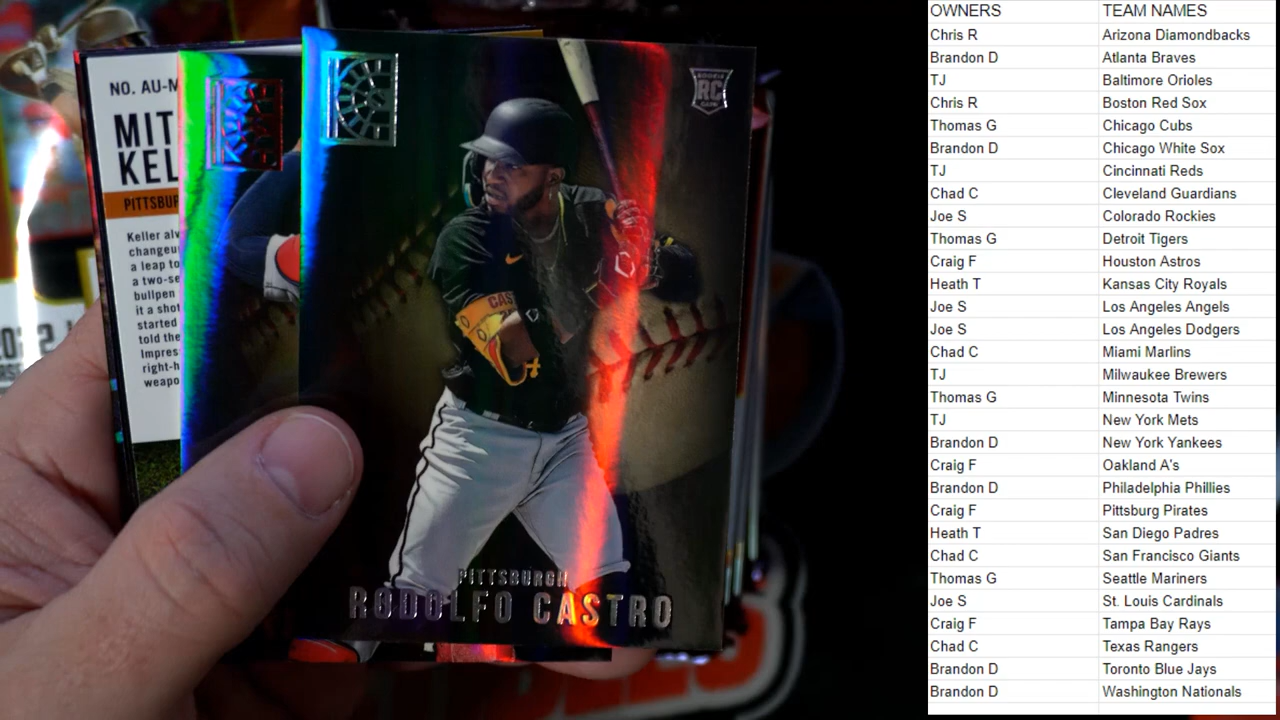 NO. AU-M
MIT
KEL
PITTSBUR
Keller alv
changeu
a leap to
a two-se
bullpen
it a shot
started
told the
Impres
right-h
weapo
ROOKIE
RC
CAS
PITTSBURGH
RODOLFO CASTRO
OWNERS TEAM NAMES
Chris R Arizona Diamondbacks
Brandon D Atlanta Braves
TJ Baltimore Orioles
Chris R Boston Red Sox
Thomas G Chicago Cubs
Brandon D Chicago White Sox
TJ Cincinnati Reds
Chad C Cleveland Guardians
Joe S Colorado Rockies
Thomas G Detroit Tigers
Craig F Houston Astros
Heath T Kansas City Royals
Joe S Los Angeles Angels
Joe S Los Angeles Dodgers
Chad C Miami Marlins
TJ Milwaukee Brewers
Thomas G Minnesota Twins
TJ New York Mets
Brandon D New York Yankees
Craig F Oakland A's
Brandon D Philadelphia Phillies
Craig F Pittsburg Pirates
Heath T San Diego Padres
Chad C San Francisco Giants
Thomas G Seattle Mariners
Joe S St. Louis Cardinals
Craig F Tampa Bay Rays
Chad C Texas Rangers
Brandon D Toronto Blue Jays
Brandon D Washington Nationals